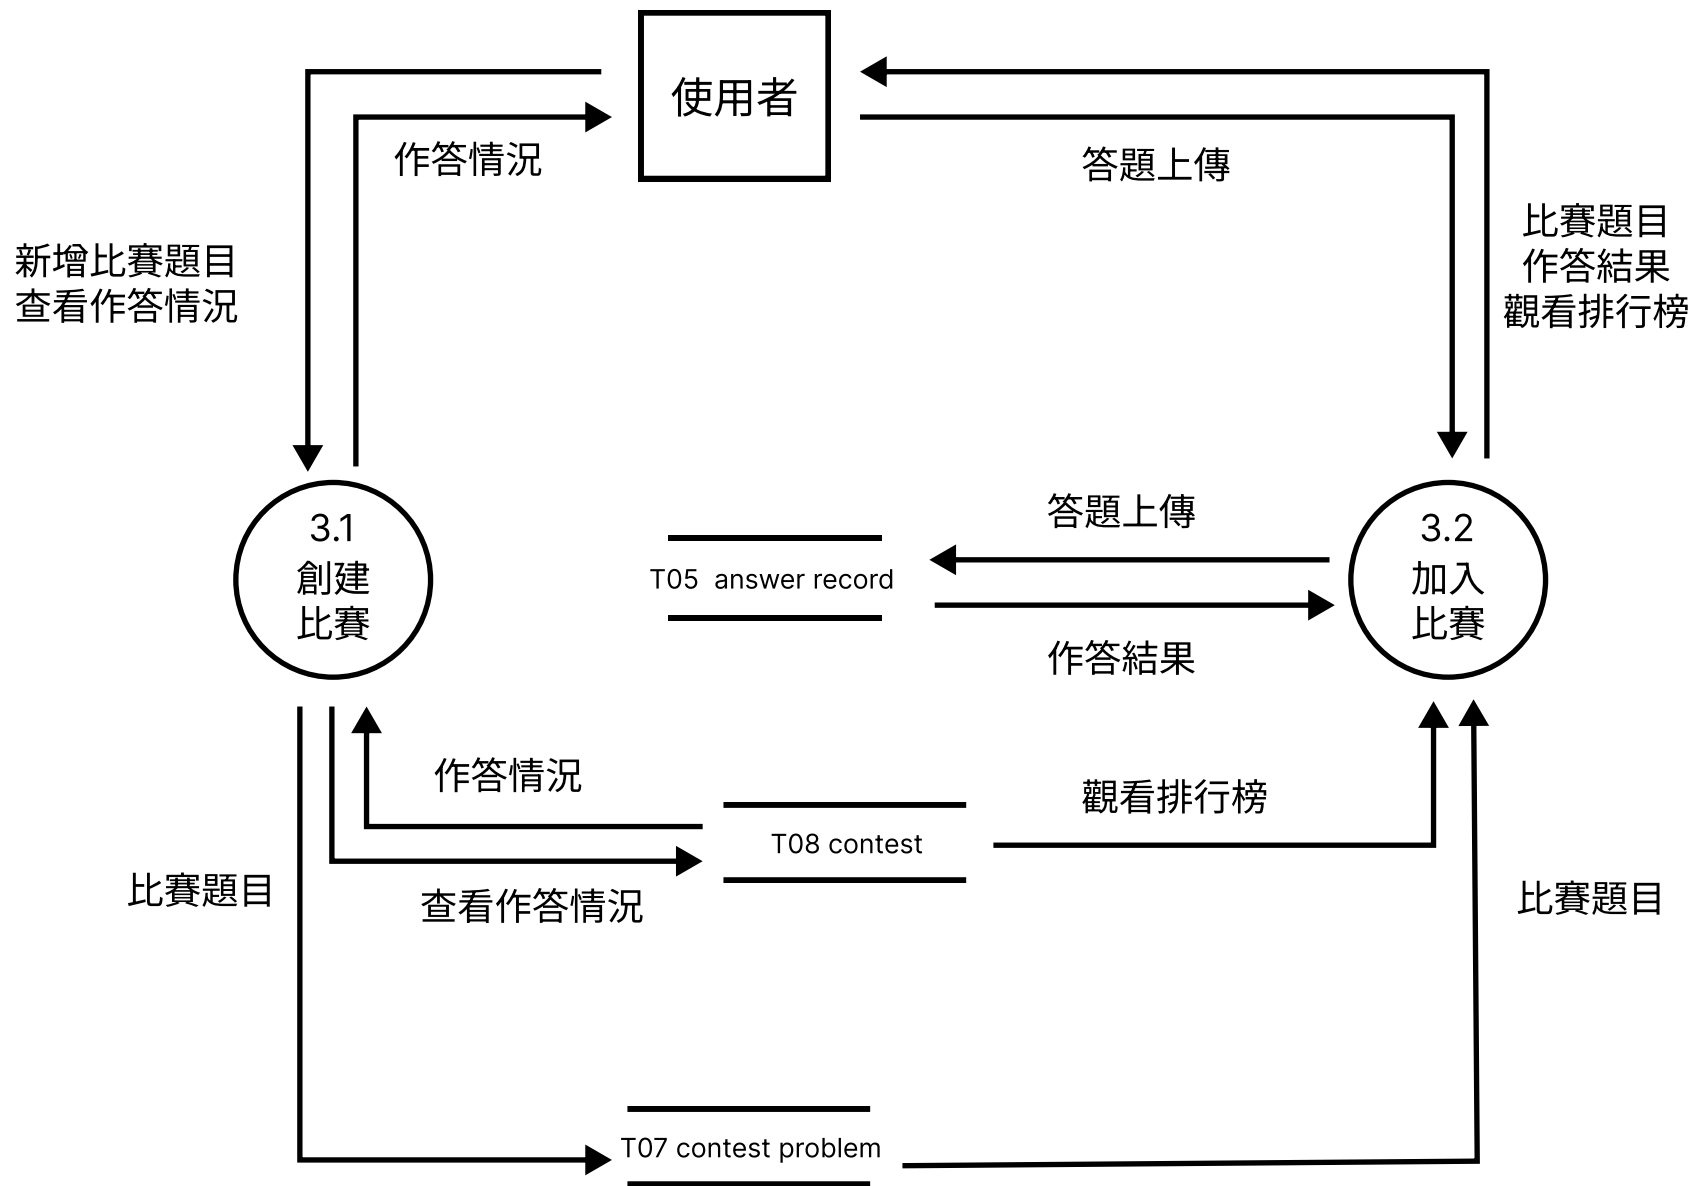 使用者
作答情況
答題上傳
新增比賽題目
查看作答情況
比賽題目
作答結果
觀看排行榜
3.1
創建
比賽
T05 answer record
答題上傳
作答結果
3.2
加入
比賽
作答情況
T08 contest
觀看排行榜
比賽題目
查看作答情況
比賽題目
T07 contest problem